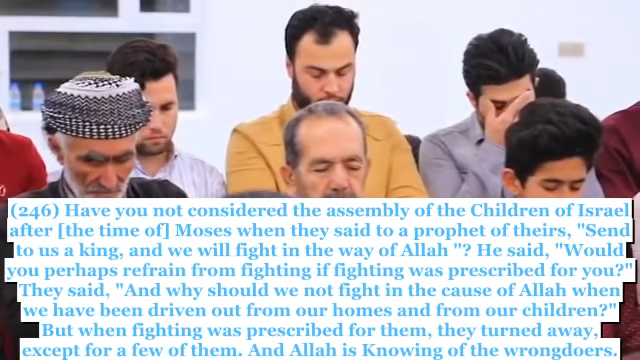 (246) Have you not considered the assembly of the Children of Israel
after [the time of] Moses when they said to a prophet of theirs, "Send
to us a king, and we will fight in the way of Allah "? He said, "Would
you perhaps refrain from fighting if fighting was prescribed for you?"
They said, "And why should we not fight in the cause of Allah when
we have been driven out from our homes and from our children?"
But when fighting was prescribed for them, they turned away,
except for a few of them. And Allah is Knowing of the wrongdoers.